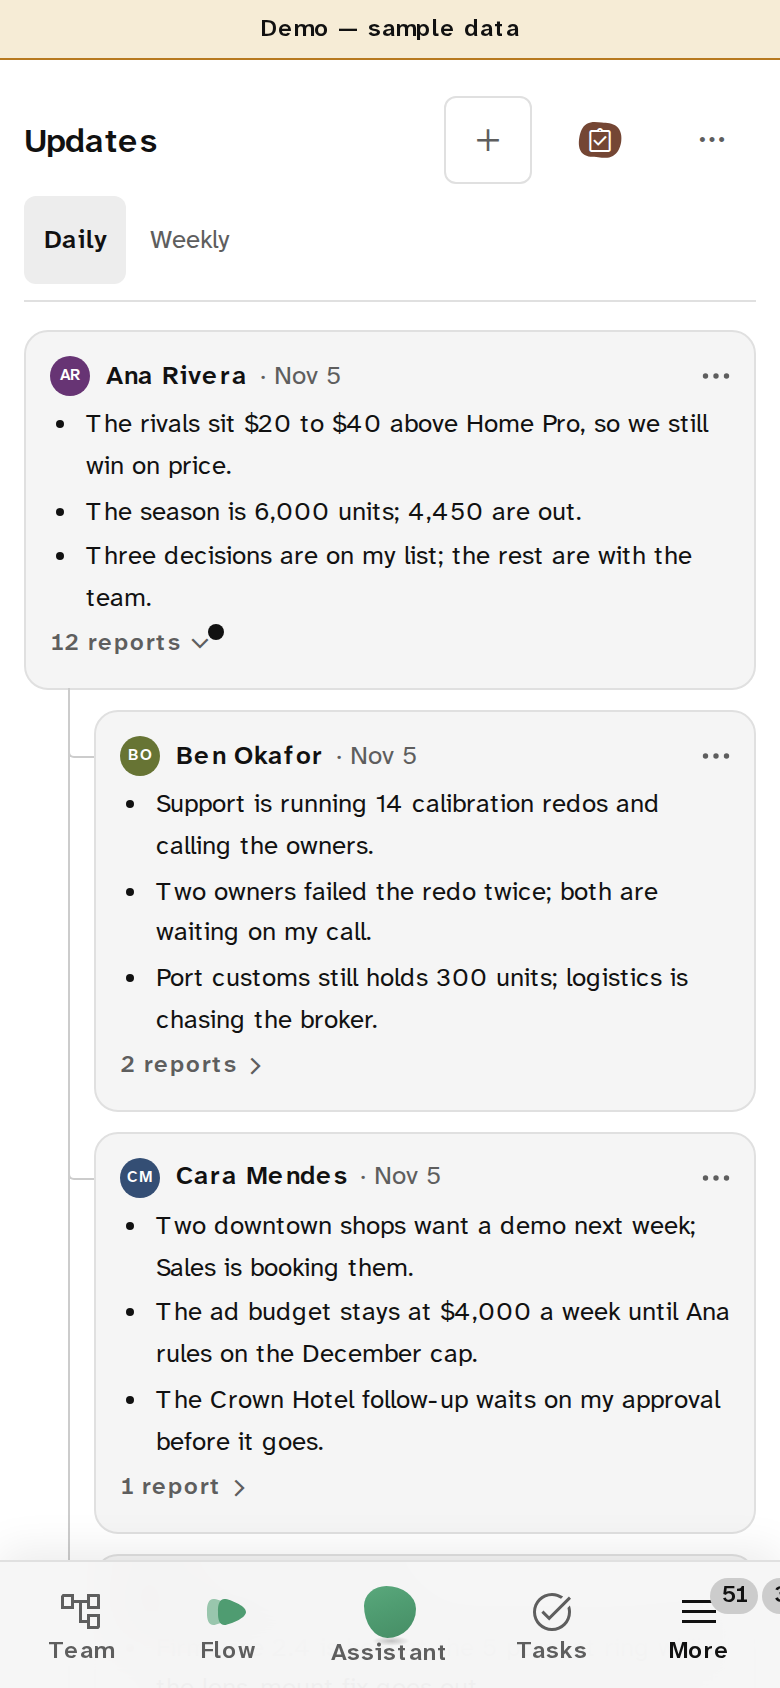 Demo — sample data
Updates
Daily
Weekly
AR
Ana Rivera · Nov 5
The rivals sit $20 to $40 above Home Pro, so we still
win on price.
The season is 6,000 units; 4,450 are out.
Three decisions are on my list; the rest are with the
team.
12 reports
BO
Ben Okafor · Nov 5
Support is running 14 calibration redos and
calling the owners.
Two owners failed the redo twice; both are
waiting on my call.
Port customs still holds 300 units; logistics is
chasing the broker.
2 reports
CM
Cara Mendes · Nov 5
Two downtown shops want a demo next week;
Sales is booking them.
The ad budget stays at $4,000 a week until Ana
rules on the December cap.
The Crown Hotel follow-up waits on my approval
before it goes.
1 report
51
Team
Flow
Assistant
Tasks
More
the lens-mount fix goes out